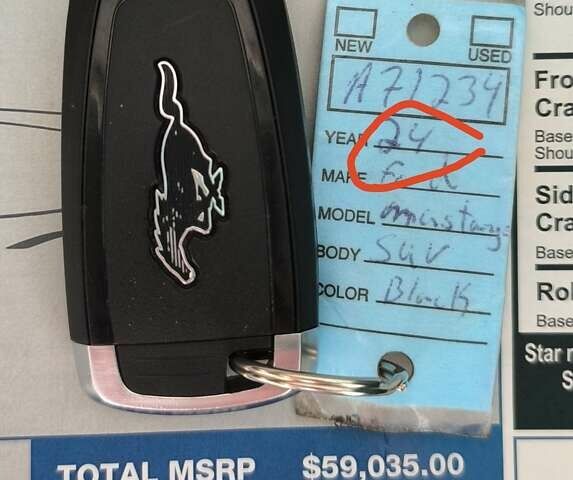 NEW USED
A71234
YEAR 24
MAKE Ford
MODEL Mustang
BODY SUV
COLOR Black
TOTAL MSRP $59,035.00
Shou
Fro
Cra
Base
Shou
Sid
Cra
Base
Rol
Base
Star r
S